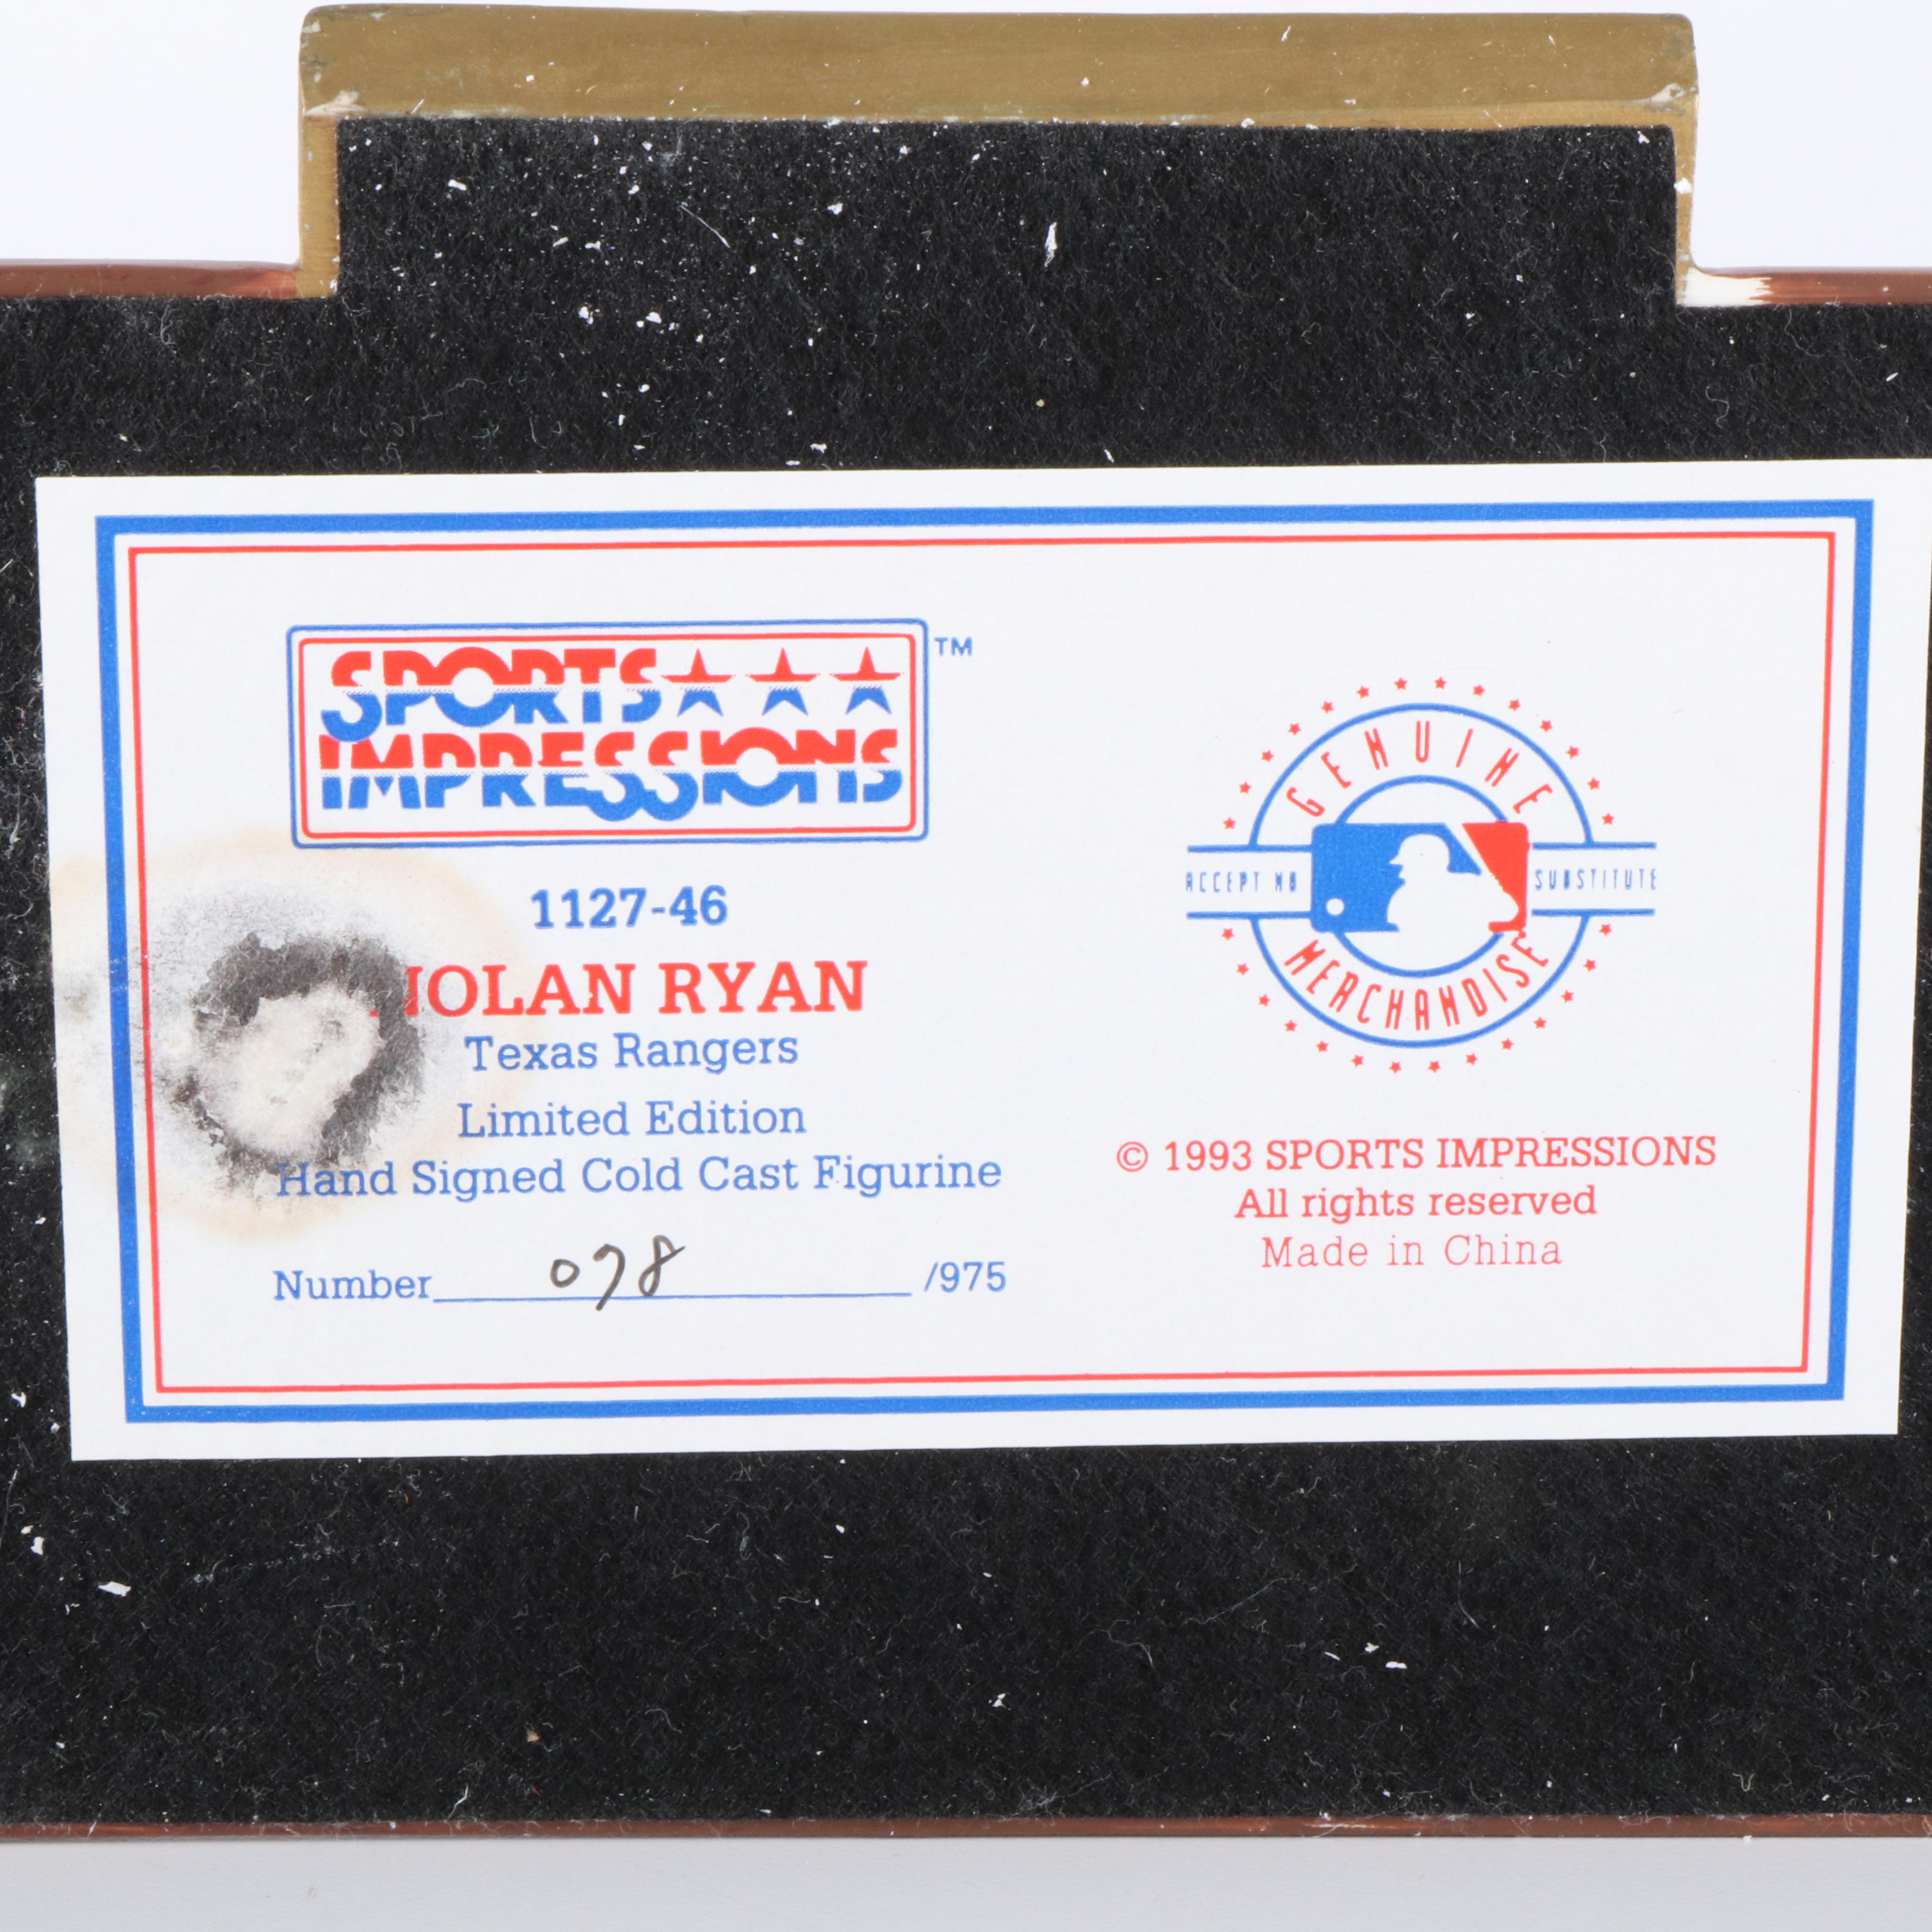 SPORTS
IMPRESSIONS
TM
1127-46
NOLAN RYAN
Texas Rangers
Limited Edition
Hand Signed Cold Cast Figurine
Number 078 /975
GENUINE
ACCEPT NO SUBSTITUTE
MERCHANDISE
© 1993 SPORTS IMPRESSIONS
All rights reserved
Made in China